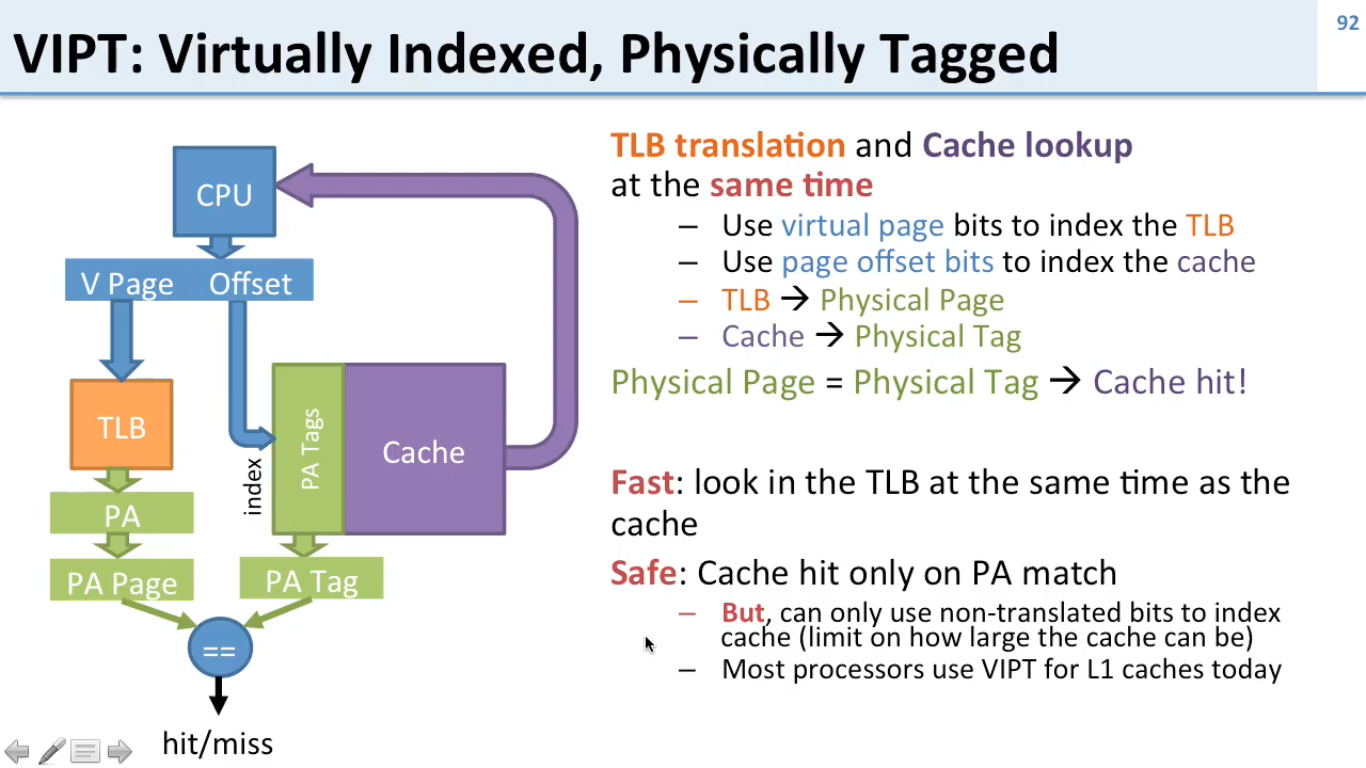 VIPT: Virtually Indexed, Physically Tagged
92
CPU
V Page Offset
TLB
index
PA Tags
Cache
PA
PA Page
PA Tag
==
hit/miss
TLB translation and Cache lookup
at the same time
– Use virtual page bits to index the TLB
– Use page offset bits to index the cache
– TLB → Physical Page
– Cache → Physical Tag
Physical Page = Physical Tag → Cache hit!
Fast: look in the TLB at the same time as the
cache
Safe: Cache hit only on PA match
– But, can only use non-translated bits to index
cache (limit on how large the cache can be)
– Most processors use VIPT for L1 caches today